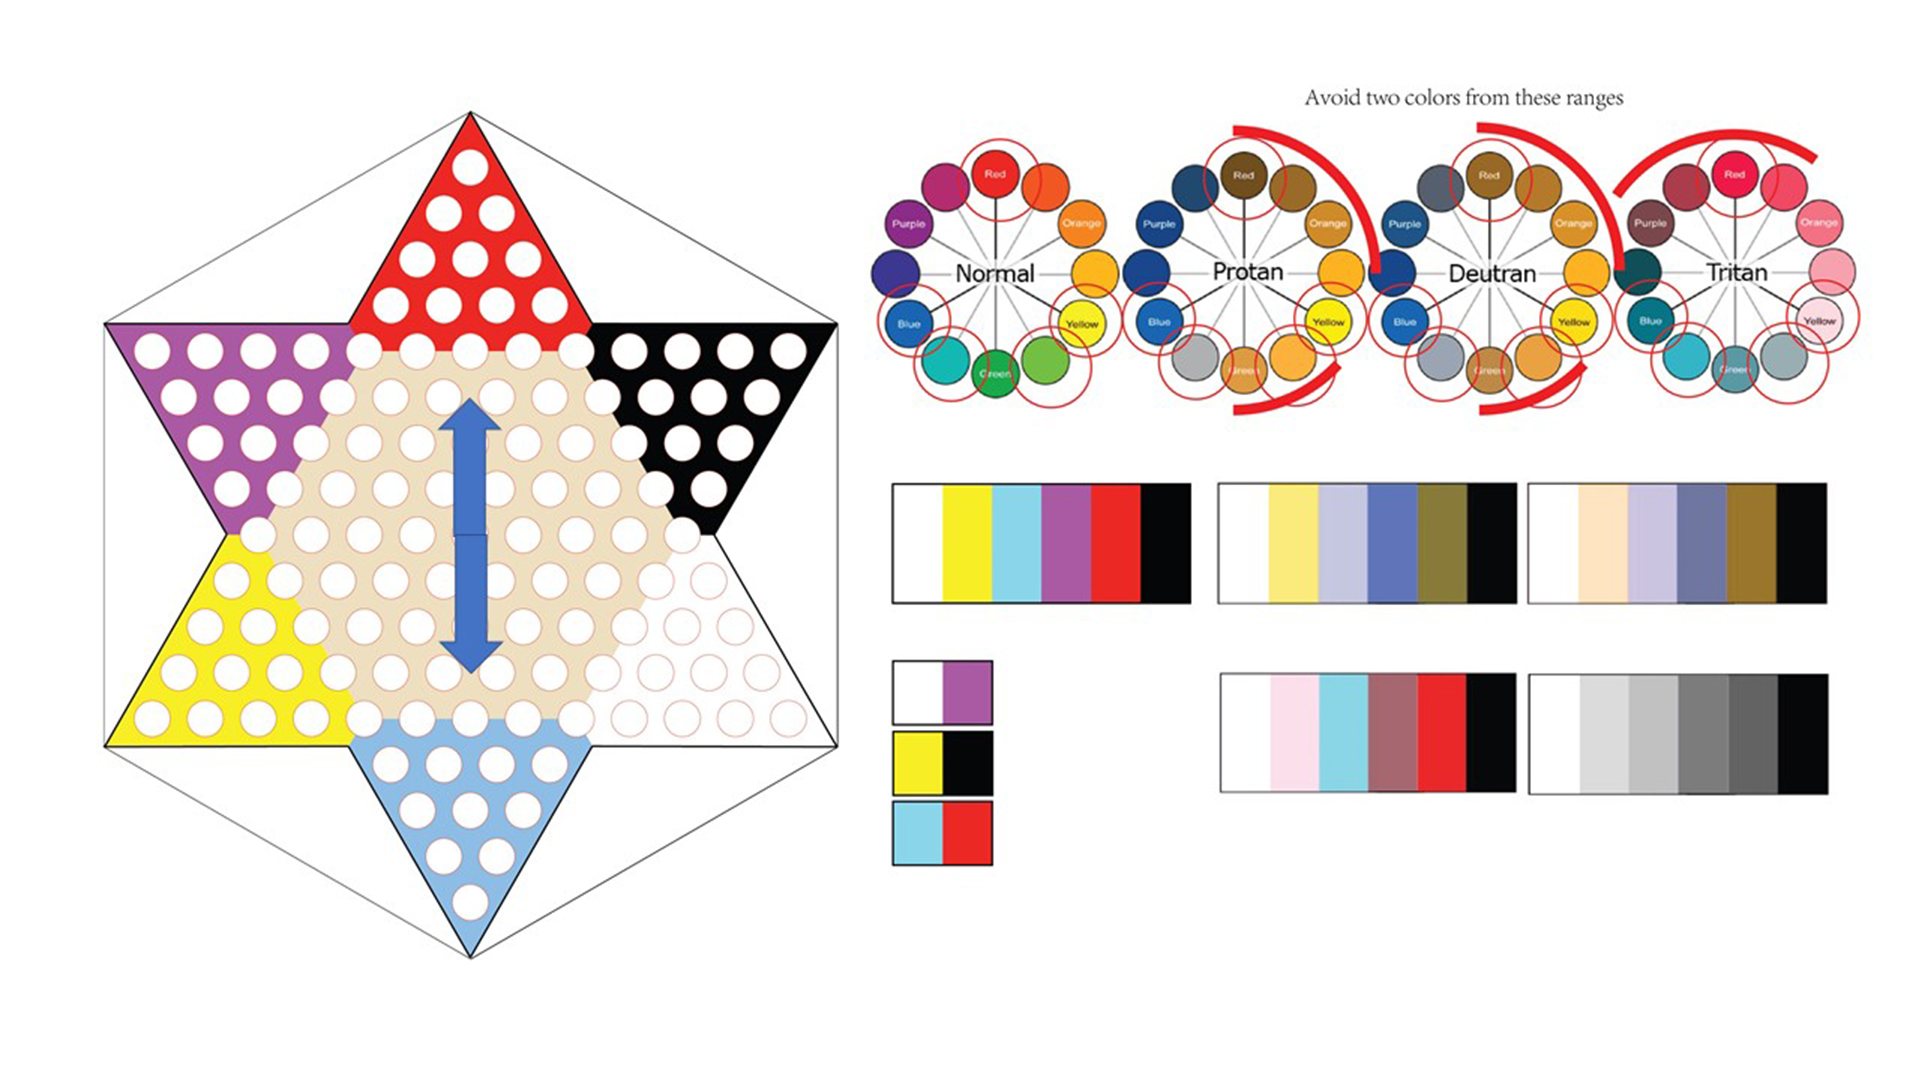 Avoid two colors from these ranges
Red
Orange
Yellow
Green
Blue
Purple
Normal
Red
Orange
Yellow
Green
Blue
Purple
Protan
Red
Orange
Yellow
Green
Blue
Purple
Deutran
Red
Orange
Yellow
Green
Blue
Purple
Tritan